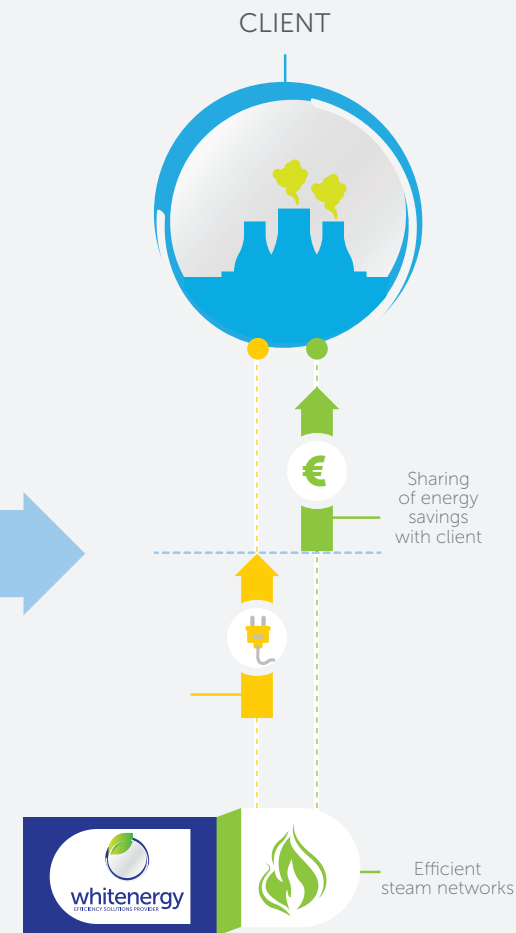 CLIENT
€
Sharing
of energy
savings
with client
whitenergy
EFFICIENCY SOLUTIONS PROVIDER
Efficient
steam networks